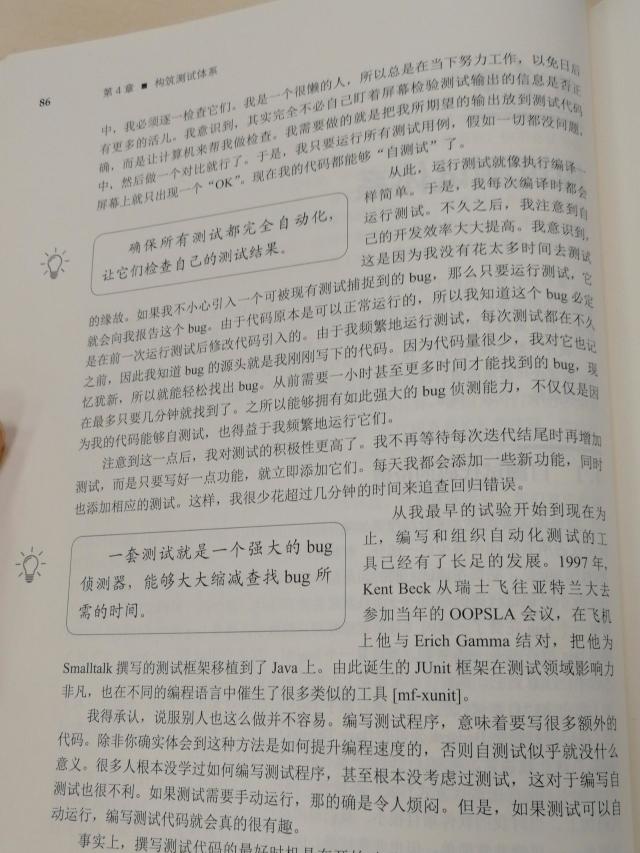 86
第4章 ■ 构筑测试体系
中，我必须逐一检查它们。我是一个很懒的人，所以总是在当下努力工作，以免日后
有更多的活儿。我意识到，其实完全不必自己盯着屏幕检验测试输出的信息是否正
确，而是让计算机来帮我做检查。我需要做的就是把我所期望的输出放到测试代码
中，然后做一个对比就行了。于是，我只要运行所有测试用例，假如一切都没问题，
屏幕上就只出现一个“OK”。现在我的代码都能够“自测试”了。
确保所有测试都完全自动化，
让它们检查自己的测试结果。
从此，运行测试就像执行编译一
样简单。于是，我每次编译时都会
运行测试。不久之后，我注意到自
己的开发效率大大提高。我意识到，
这是因为我没有花太多时间去测试
的缘故。如果我不小心引入一个可被现有测试捕捉到的 bug，那么只要运行测试，它
就会向我报告这个 bug。由于代码原本是可以正常运行的，所以我知道这个 bug 必定
是在前一次运行测试后修改代码引入的。由于我频繁地运行测试，每次测试都在不久
之前，因此我知道 bug 的源头就是我刚刚写下的代码。因为代码量很少，我对它也记
忆犹新，所以就能轻松找出 bug。从前需要一小时甚至更多时间才能找到的 bug，现
在最多只要几分钟就找到了。之所以能够拥有如此强大的 bug 侦测能力，不仅仅是因
为我的代码能够自测试，也得益于我频繁地运行它们。
注意到这一点后，我对测试的积极性更高了。我不再等待每次迭代结尾时再增加
测试，而是只要写好一点功能，就立即添加它们。每天我都会添加一些新功能，同时
也添加相应的测试。这样，我很少花超过几分钟的时间来追查回归错误。
一套测试就是一个强大的 bug
侦测器，能够大大缩减查找 bug 所
需的时间。
从我最早的试验开始到现在为
止，编写和组织自动化测试的工
具已经有了长足的发展。1997 年，
Kent Beck 从瑞士飞往亚特兰大去
参加当年的 OOPSLA 会议，在飞机
上他与 Erich Gamma 结对，把他为
Smalltalk 撰写的测试框架移植到了 Java 上。由此诞生的 JUnit 框架在测试领域影响力
非凡，也在不同的编程语言中催生了很多类似的工具 [mf-xunit]。
我得承认，说服别人也这么做并不容易。编写测试程序，意味着要写很多额外的
代码。除非你确实体会到这种方法是如何提升编程速度的，否则自测试似乎就没什么
意义。很多人根本没学过如何编写测试程序，甚至根本没考虑过测试，这对于编写自
测试也很不利。如果测试需要手动运行，那的确是令人烦闷。但是，如果测试可以自
动运行，编写测试代码就会真的很有趣。
事实上，撰写测试代码的最好时机是在开始